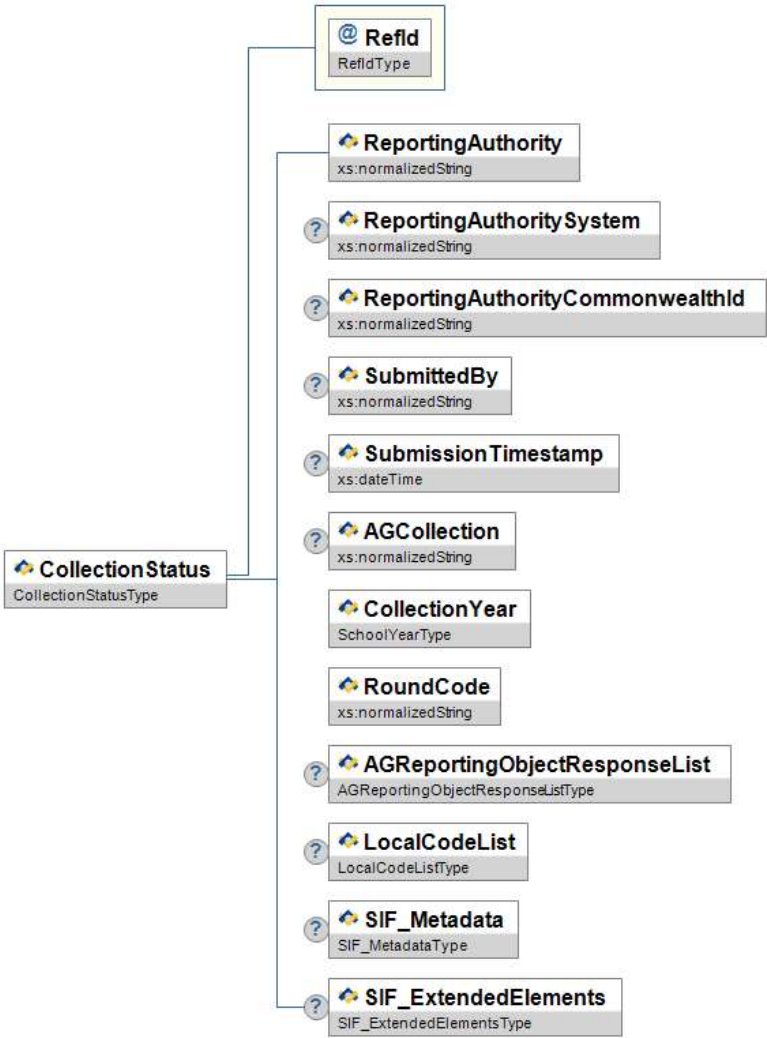 @ RefId
RefIdType
ReportingAuthority
xs:normalizedString
? ReportingAuthoritySystem
xs:normalizedString
? ReportingAuthorityCommonwealthId
xs:normalizedString
? SubmittedBy
xs:normalizedString
? SubmissionTimestamp
xs:dateTime
? AGCollection
xs:normalizedString
CollectionStatus
CollectionStatusType
CollectionYear
SchoolYearType
RoundCode
xs:normalizedString
? AGReportingObjectResponseList
AGReportingObjectResponseListType
? LocalCodeList
LocalCodeListType
? SIF_Metadata
SIF_MetadataType
? SIF_ExtendedElements
SIF_ExtendedElementsType